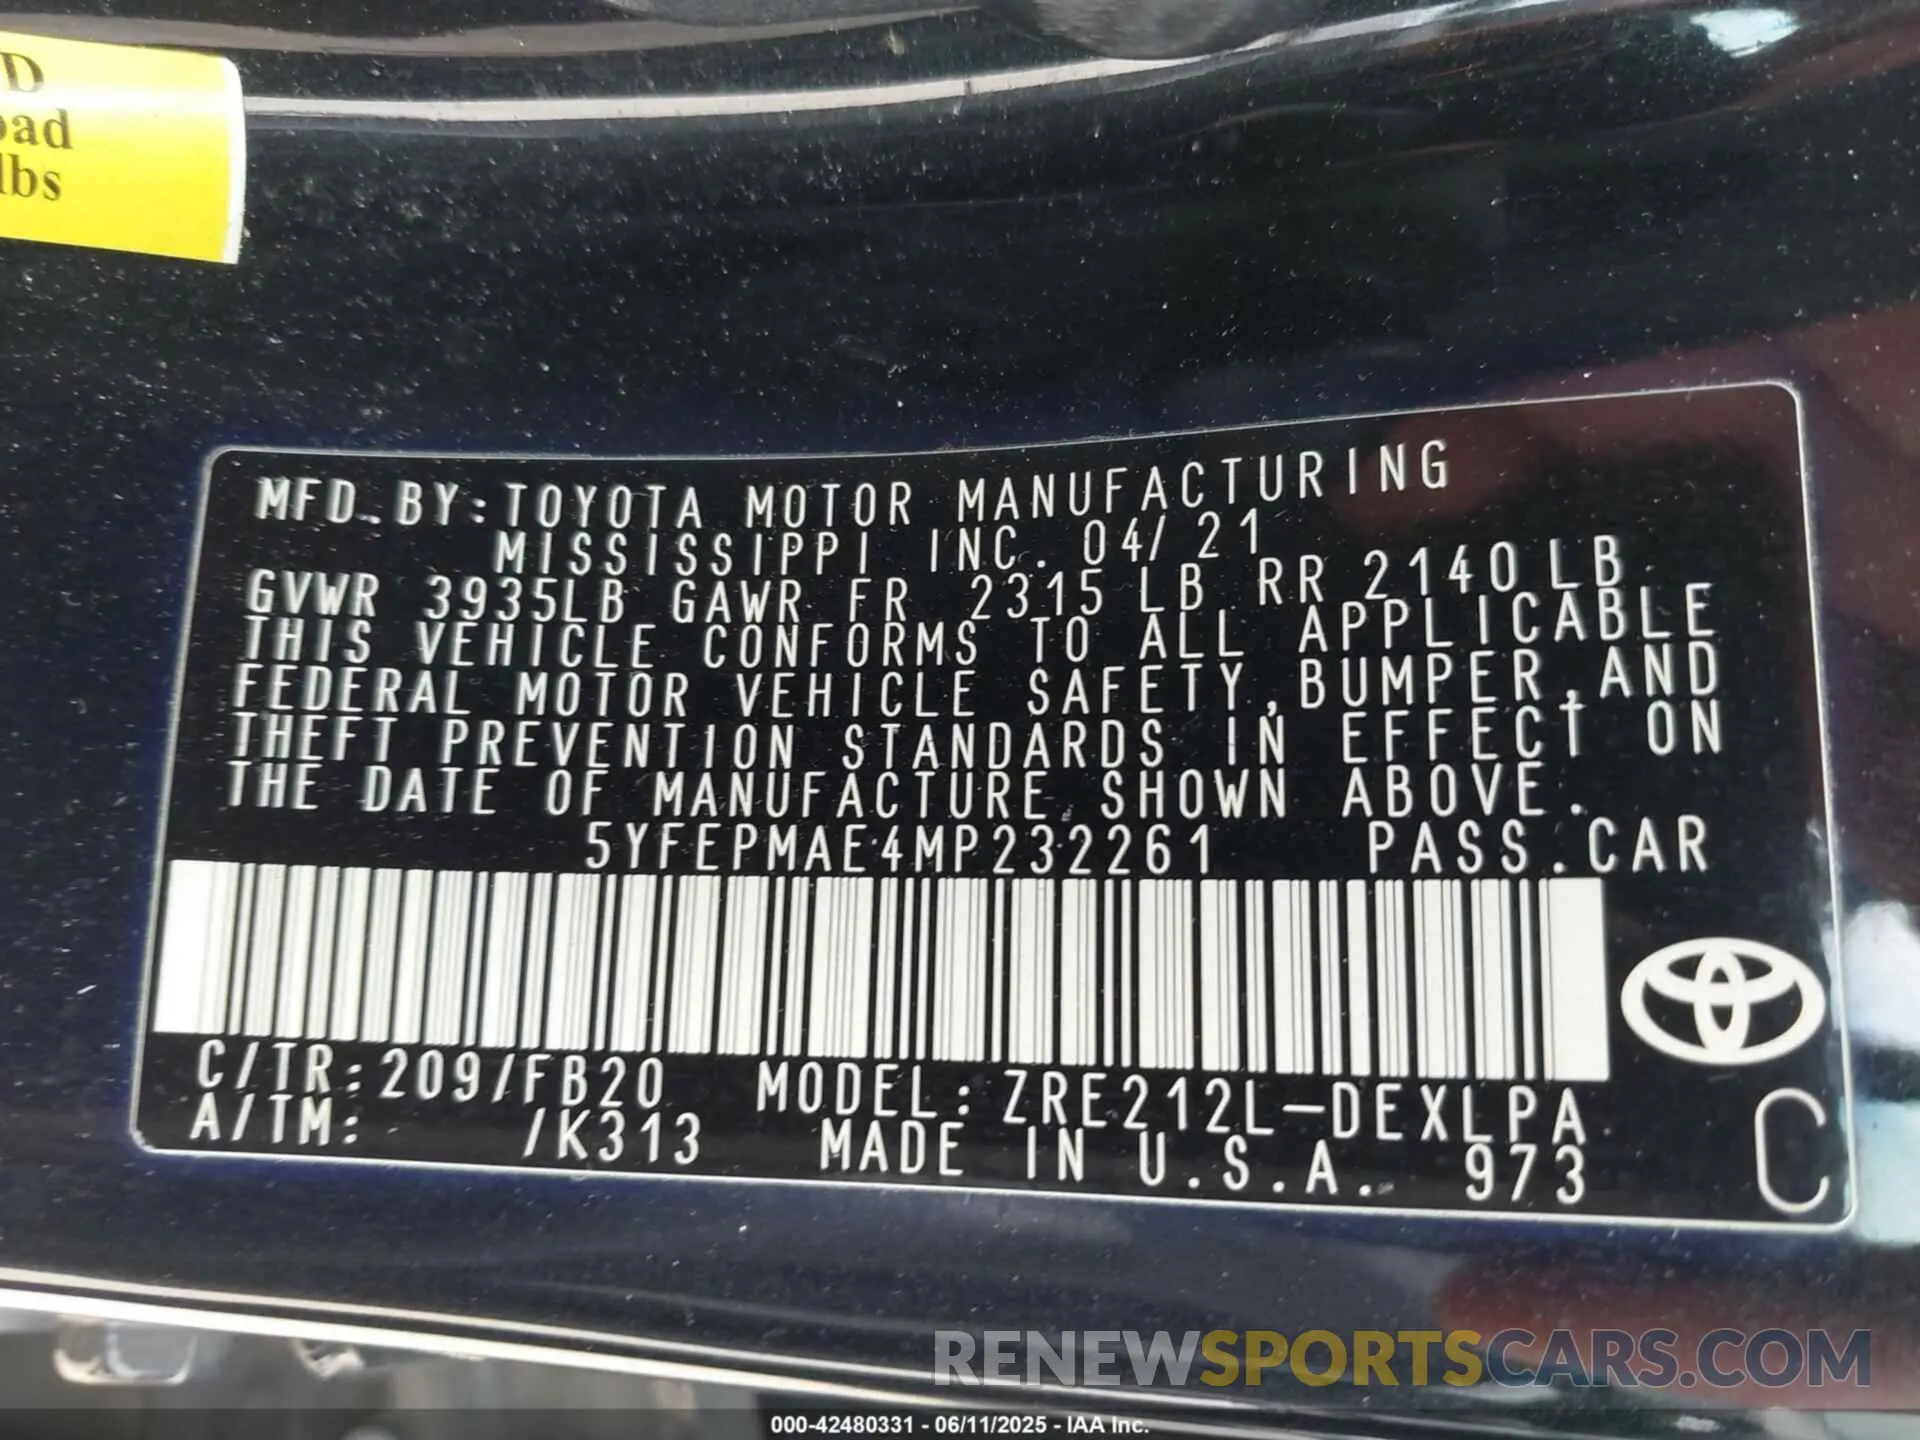 D
oad
lbs
MFD. BY: TOYOTA MOTOR MANUFACTURING
MISSISSIPPI INC. 04/21
GVWR 3935LB GAWR FR 2315 LB RR 2140LB
THIS VEHICLE CONFORMS TO ALL APPLICABLE
FEDERAL MOTOR VEHICLE SAFETY, BUMPER, AND
THEFT PREVENTION STANDARDS IN EFFECT ON
THE DATE OF MANUFACTURE SHOWN ABOVE.
5YFEPMAE4MP232261 PASS. CAR
C/TR: 209/FB20 MODEL: ZRE212L-DEXLPA
A/TM: /K313 MADE IN U.S.A. 973
C
RENEWSPORTSCARS.COM
000-42480331 - 06/11/2025 - IAA Inc.